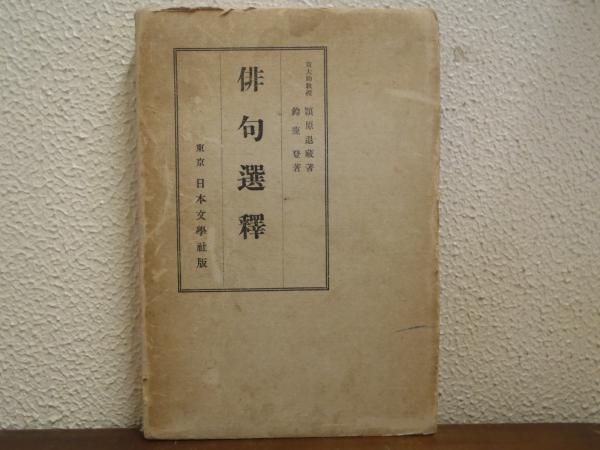 京大助教授
潁原退藏著
鈴鹿登著
俳句選釋
東京 日本文學社版